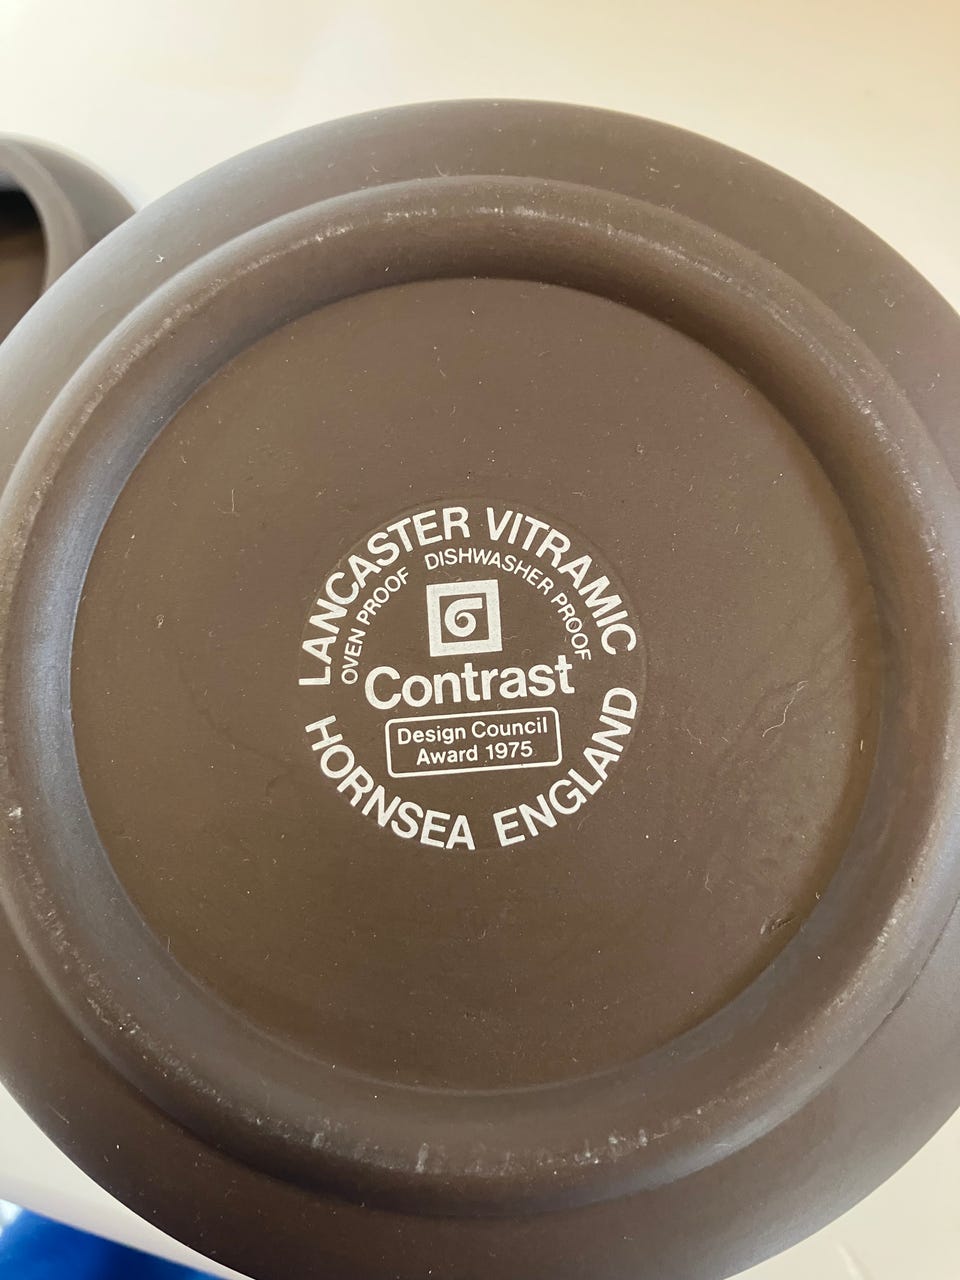 LANCASTER VITRAMIC
OVEN PROOF DISHWASHER PROOF
Contrast
Design Council
Award 1975
HORNSEA ENGLAND